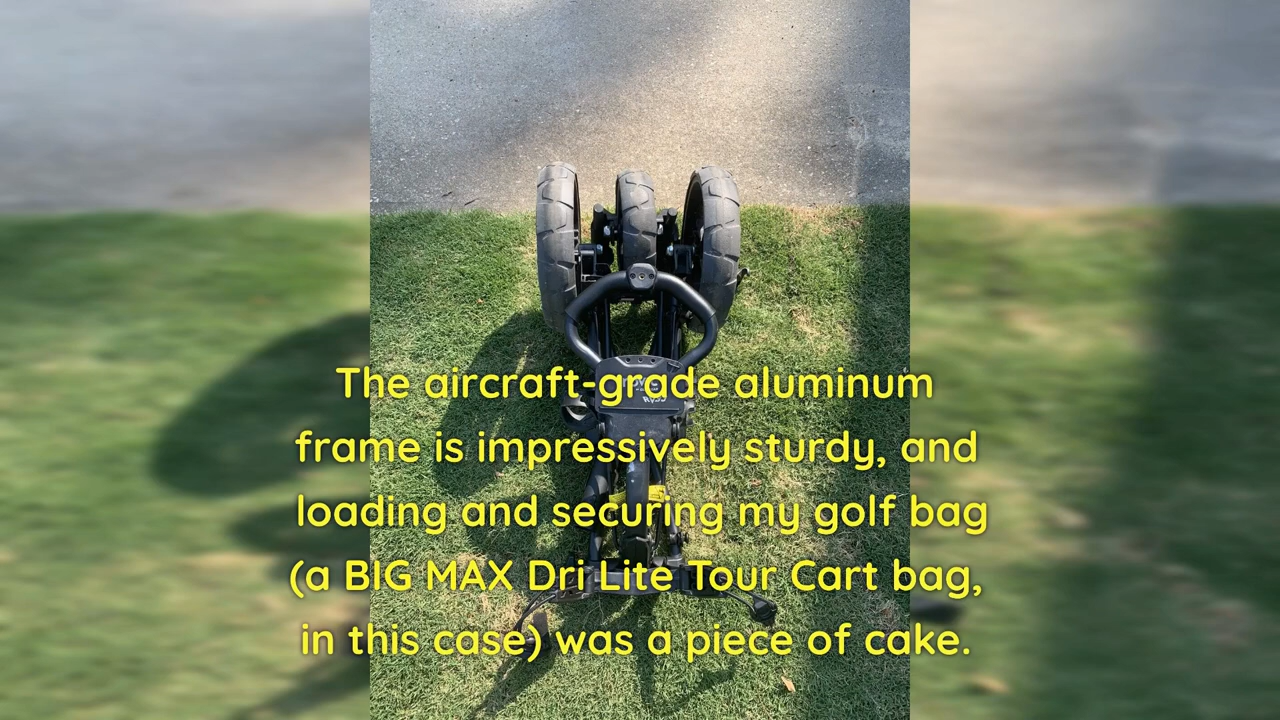 The aircraft-grade aluminum
frame is impressively sturdy, and
loading and securing my golf bag
(a BIG MAX Dri Lite Tour Cart bag,
in this case) was a piece of cake.